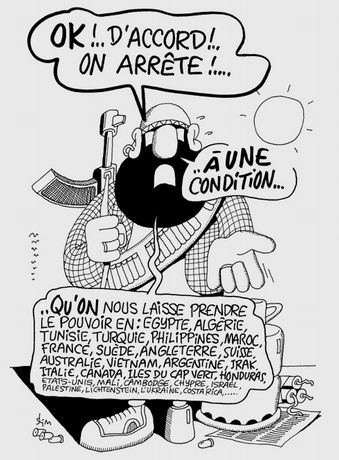 OK!.. D'ACCORD!..
ON ARRÊTE!....
..À UNE
CONDITION...
..QU'ON NOUS LAISSE PRENDRE
LE POUVOIR EN: EGYPTE, ALGÉRIE,
TUNISIE, TURQUIE, PHILIPPINES, MAROC,
FRANCE, SUÈDE, ANGLETERRE, SUISSE,
AUSTRALIE, VIETNAM, ARGENTINE, IRAK,
ITALIE, CANADA, ILES DU CAP VERT, HONDURAS,
ETATS-UNIS, MALI, CAMBODGE, CHYPRE, ISRAEL,
PALESTINE, LICHTENSTEIN, L'UKRAINE, COSTA RICA,.....
slim